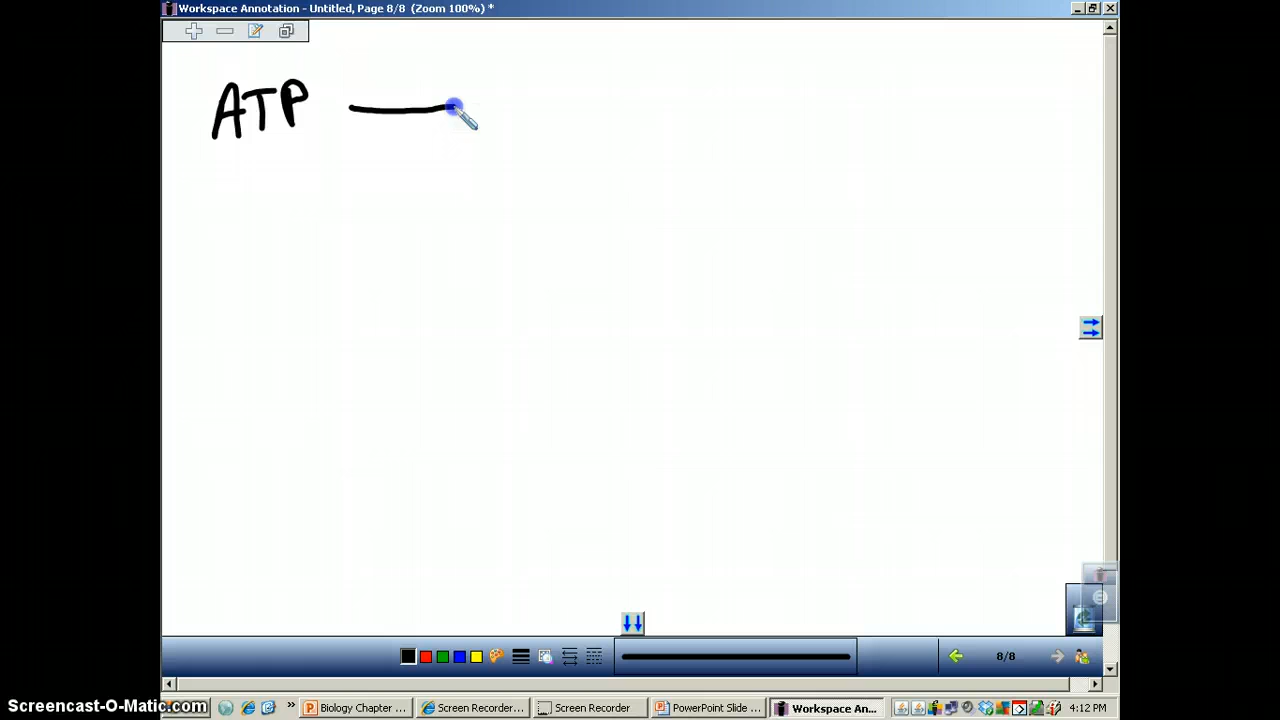 Workspace Annotation - Untitled, Page 8/8 (Zoom 100%) *
ATP
8/8
Screencast-O-Matic.com
»
Biology Chapter ...
Screen Recorder...
Screen Recorder
PowerPoint Slide ...
Workspace An...
4:12 PM